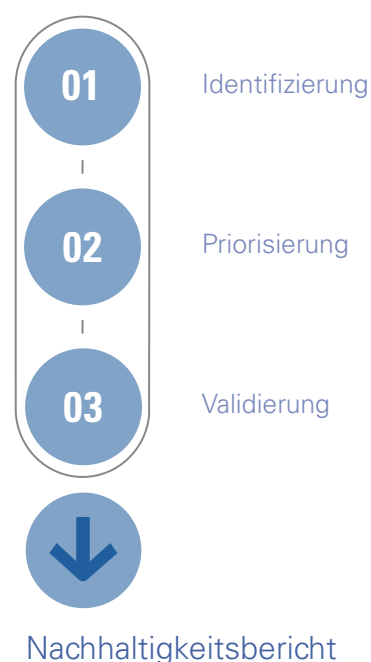 01
Identifizierung
02
Priorisierung
03
Validierung
Nachhaltigkeitsbericht